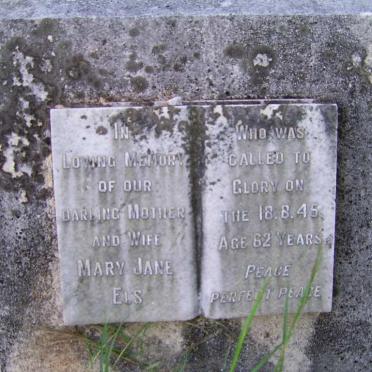 In
Loving Memory
of our
Darling Mother
and Wife
Mary Jane
Els
Who was
called to
Glory on
the 18.8.45
Age 62 Years
Peace
Perfect Peace